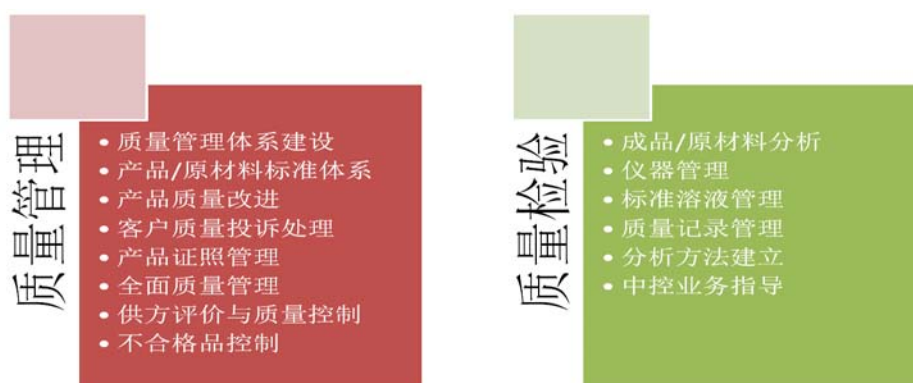 质量管理
• 质量管理体系建设
• 产品/原材料标准体系
• 产品质量改进
• 客户质量投诉处理
• 产品证照管理
• 全面质量管理
• 供方评价与质量控制
• 不合格品控制
质量检验
• 成品/原材料分析
• 仪器管理
• 标准溶液管理
• 质量记录管理
• 分析方法建立
• 中控业务指导